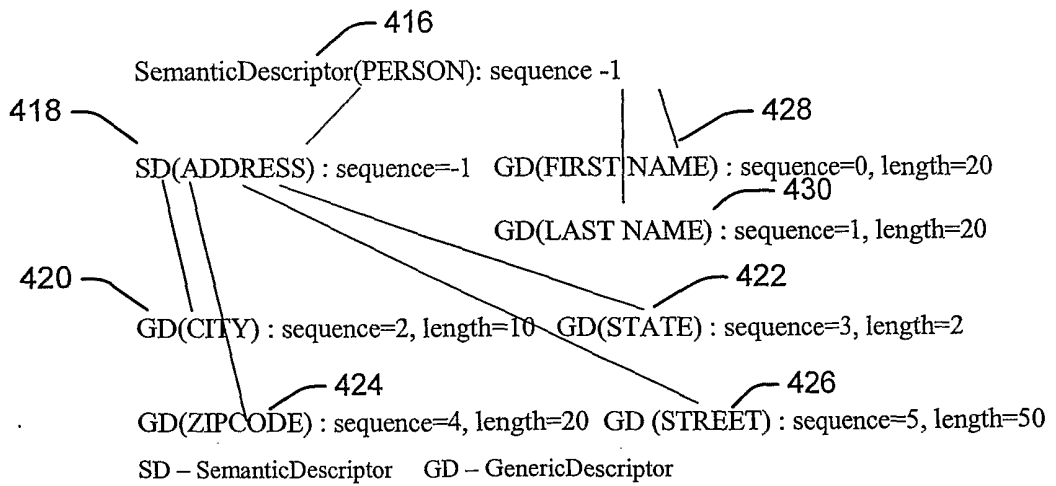 416
SemanticDescriptor(PERSON): sequence -1
418
428
SD(ADDRESS) : sequence=-1 GD(FIRST NAME) : sequence=0, length=20
430
GD(LAST NAME) : sequence=1, length=20
420
422
GD(CITY) : sequence=2, length=10 GD(STATE) : sequence=3, length=2
424
426
GD(ZIPCODE) : sequence=4, length=20 GD (STREET) : sequence=5, length=50
SD – SemanticDescriptor GD – GenericDescriptor